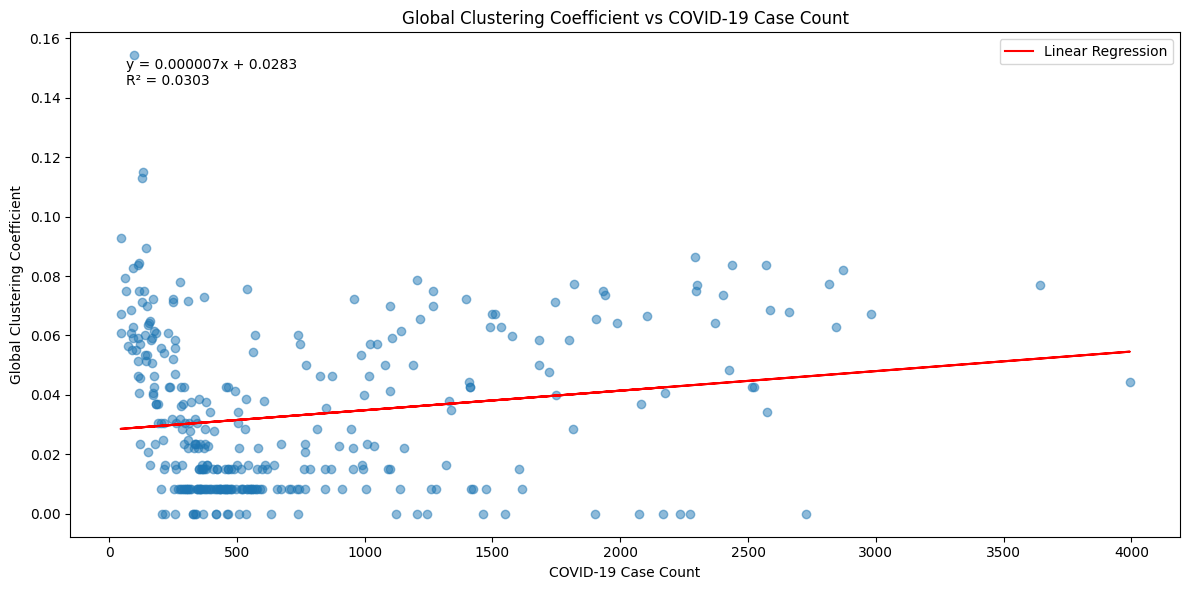 Global Clustering Coefficient vs COVID-19 Case Count
y = 0.000007x + 0.0283
R² = 0.0303
Linear Regression
Global Clustering Coefficient
0.16
0.14
0.12
0.10
0.08
0.06
0.04
0.02
0.00
0 500 1000 1500 2000 2500 3000 3500 4000
COVID-19 Case Count